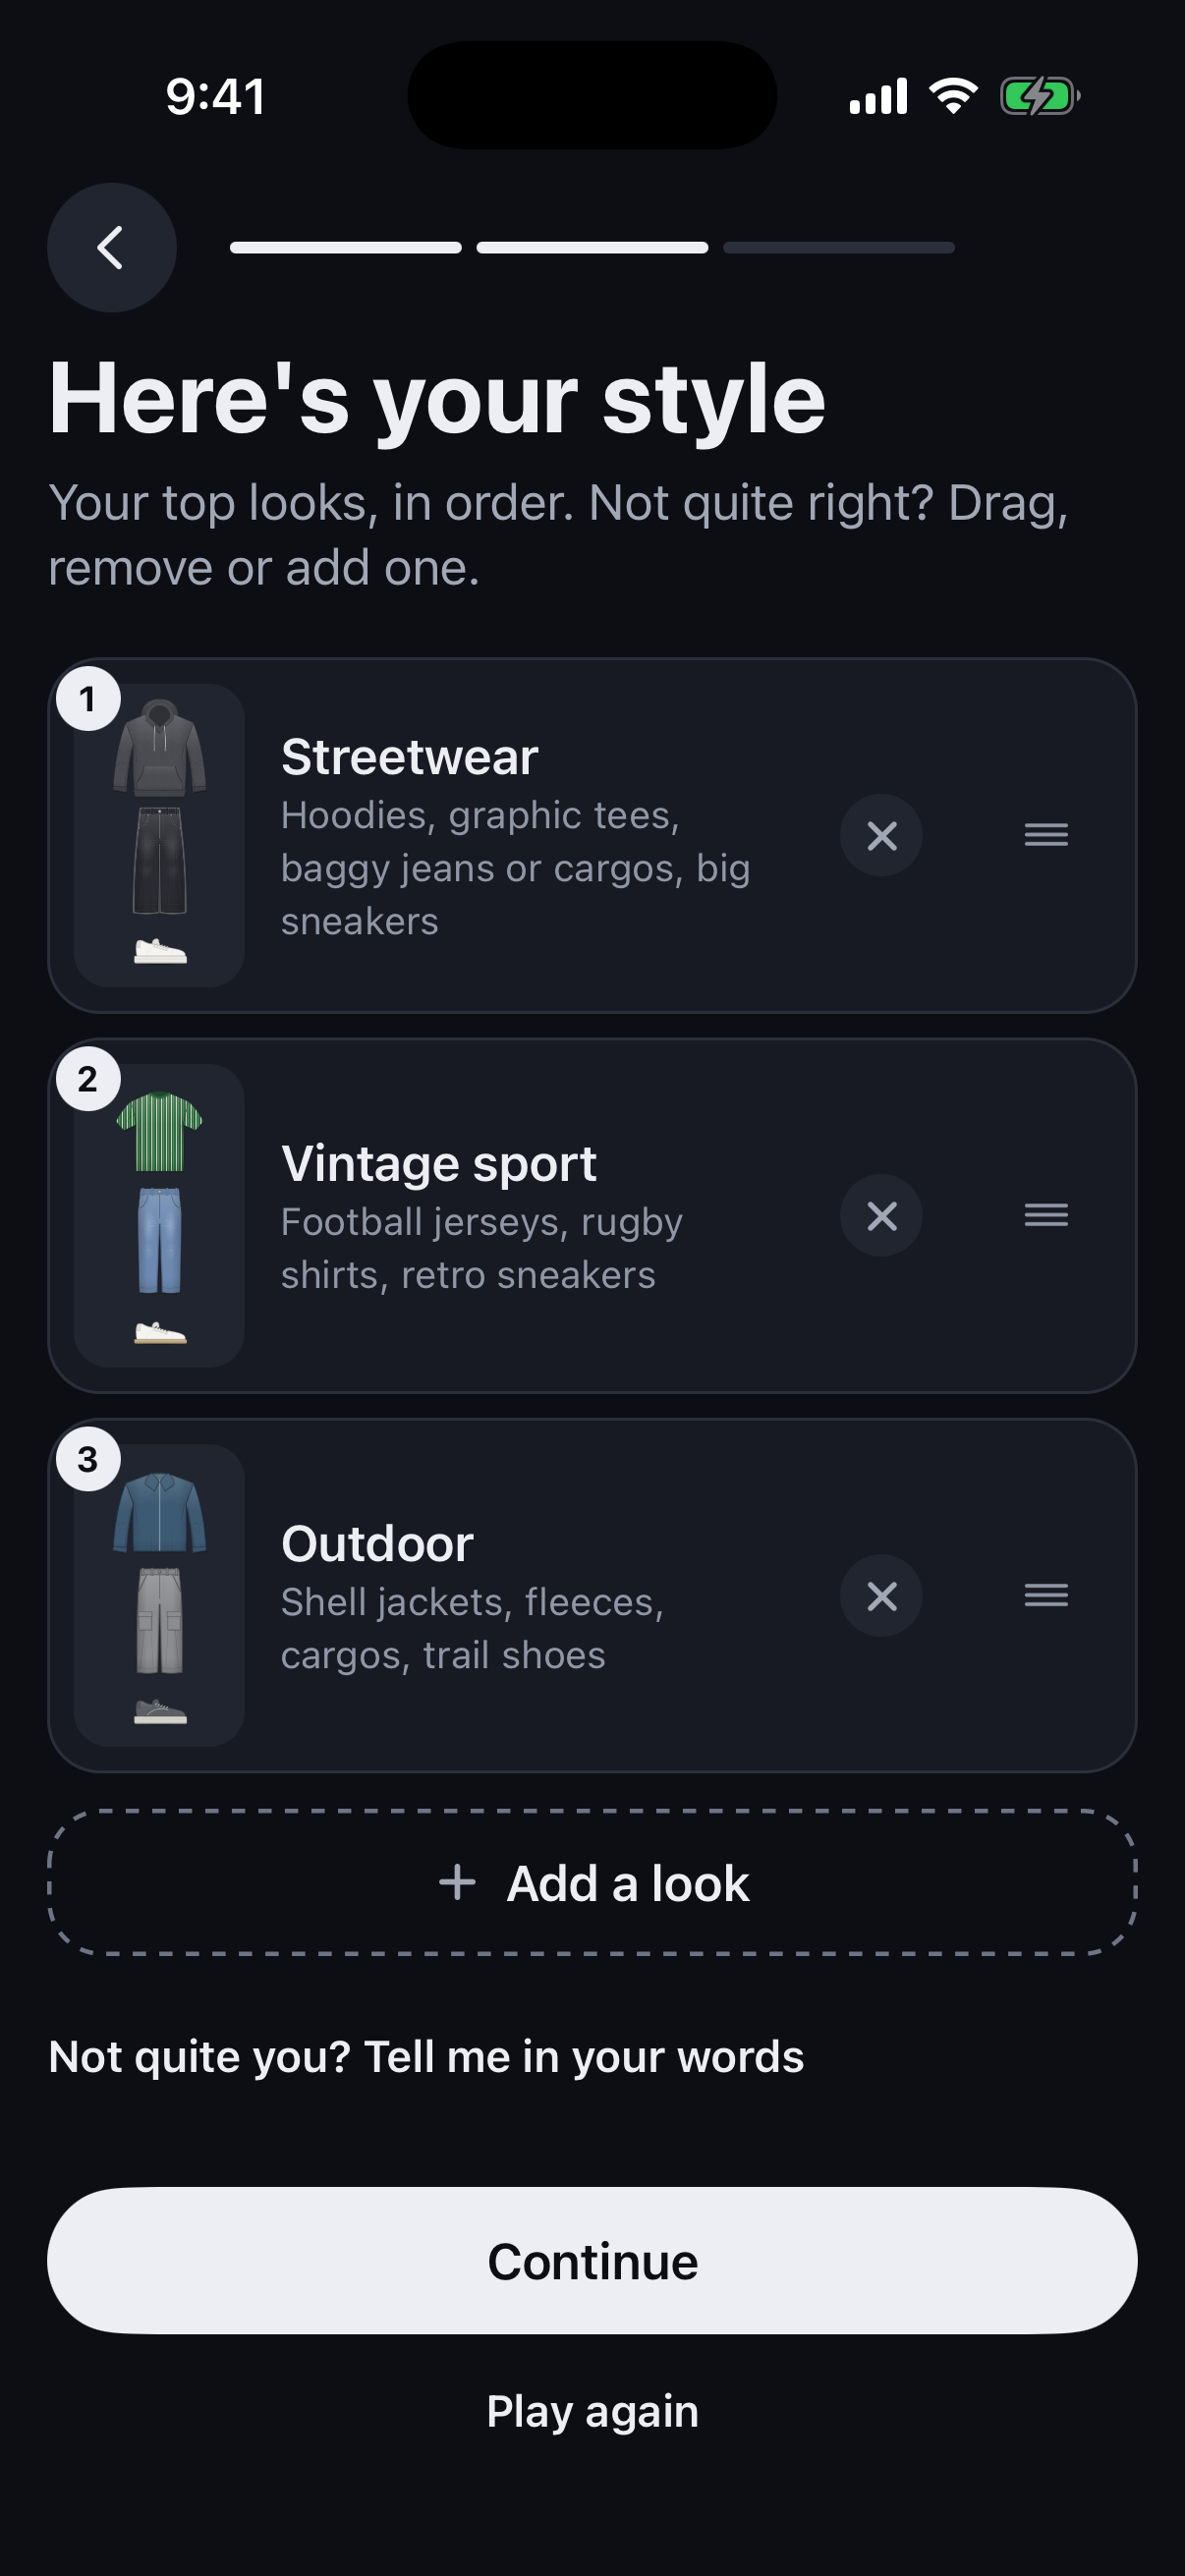 9:41
Here's your style
Your top looks, in order. Not quite right? Drag,
remove or add one.
1
Streetwear
Hoodies, graphic tees,
baggy jeans or cargos, big
sneakers
2
Vintage sport
Football jerseys, rugby
shirts, retro sneakers
3
Outdoor
Shell jackets, fleeces,
cargos, trail shoes
+ Add a look
Not quite you? Tell me in your words
Continue
Play again